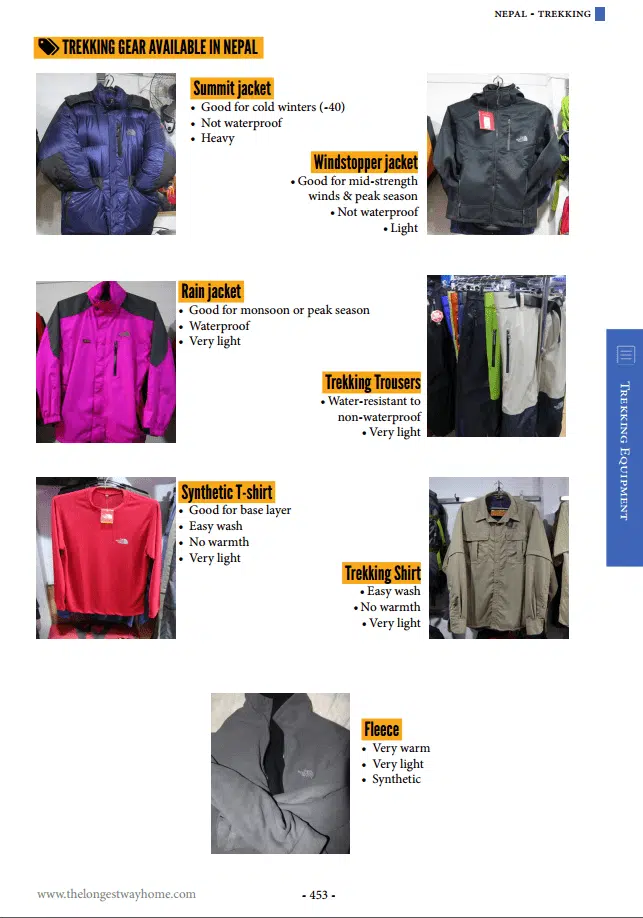 NEPAL - TREKKING
TREKKING GEAR AVAILABLE IN NEPAL
Summit jacket
• Good for cold winters (-40)
• Not waterproof
• Heavy
Windstopper jacket
• Good for mid-strength
winds & peak season
• Not waterproof
• Light
Rain jacket
• Good for monsoon or peak season
• Waterproof
• Very light
Trekking Trousers
• Water-resistant to
non-waterproof
• Very light
Synthetic T-shirt
• Good for base layer
• Easy wash
• No warmth
• Very light
Trekking Shirt
• Easy wash
• No warmth
• Very light
Fleece
• Very warm
• Very light
• Synthetic
Trekking Equipment
www.thelongestwayhome.com
- 453 -